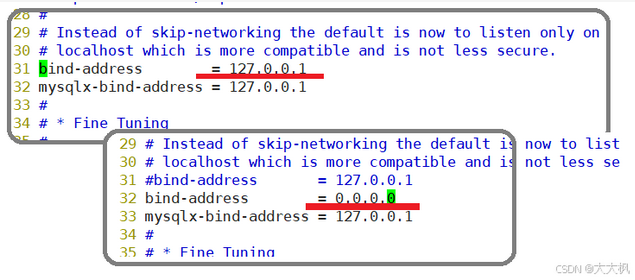 28 #
29 # Instead of skip-networking the default is now to listen only on
30 # localhost which is more compatible and is not less secure.
31 bind-address = 127.0.0.1
32 mysqlx-bind-address = 127.0.0.1
33 #
34 # * Fine Tuning
35 #
29 # Instead of skip-networking the default is now to list
30 # localhost which is more compatible and is not less se
31 #bind-address = 127.0.0.1
32 bind-address = 0.0.0.0
33 mysqlx-bind-address = 127.0.0.1
34 #
35 # * Fine Tuning
CSDN @大大枫